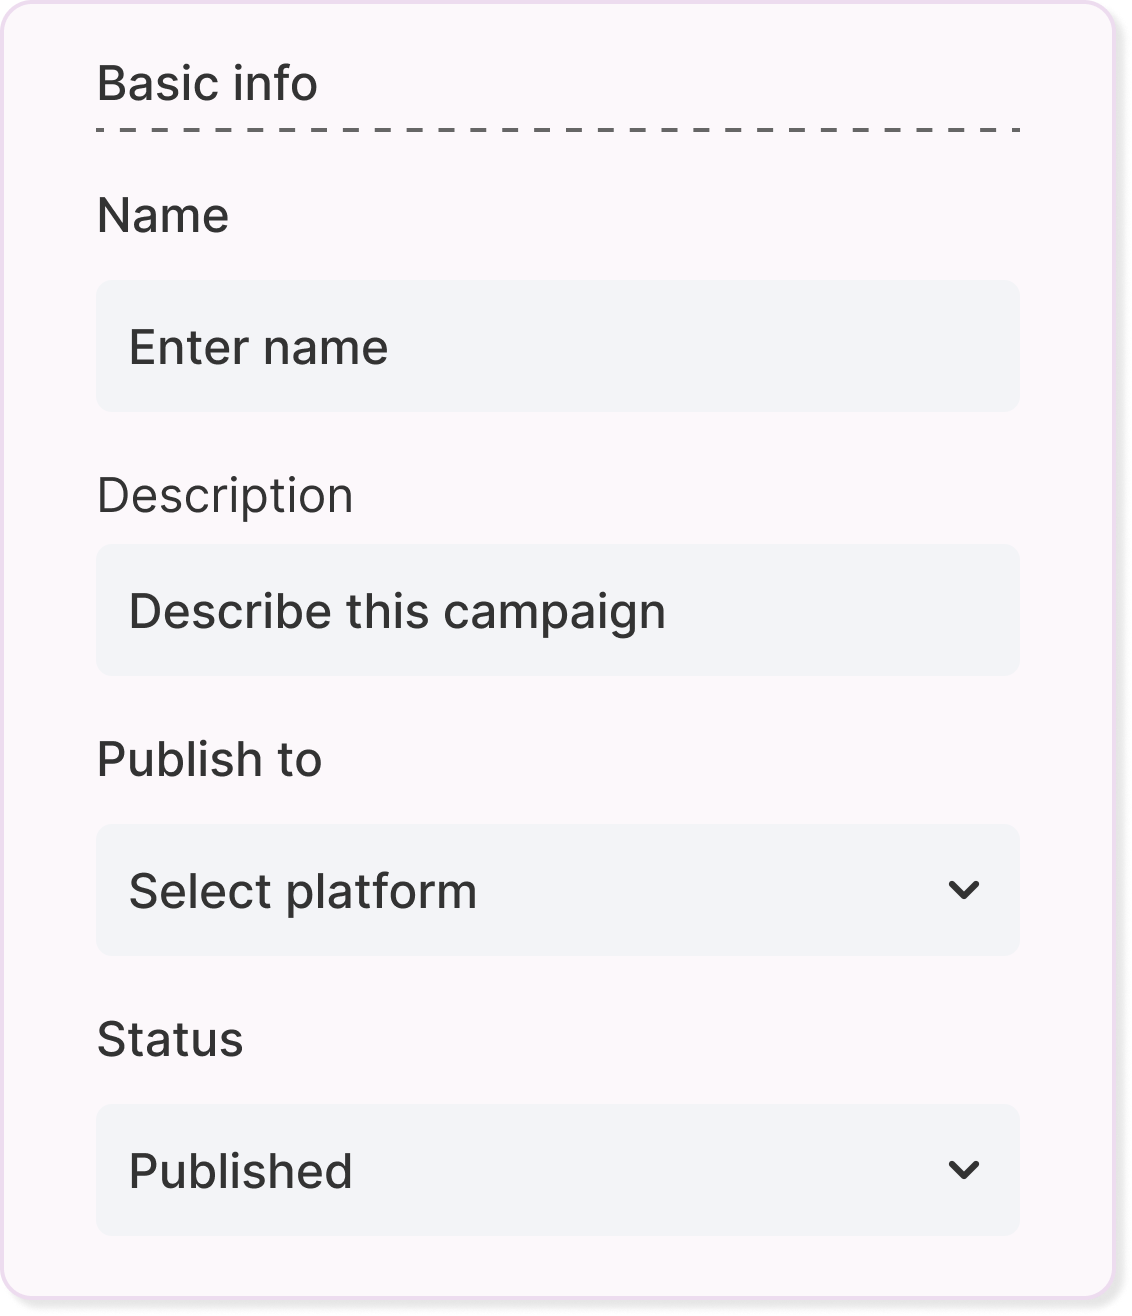 Basic info
Name
Enter name
Description
Describe this campaign
Publish to
Select platform
Status
Published